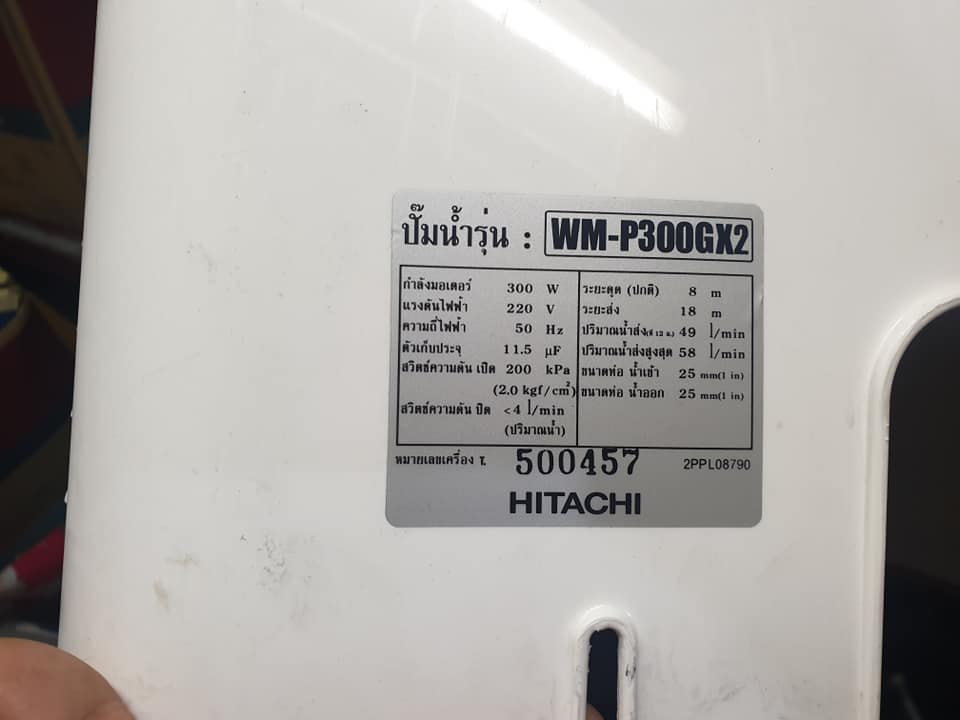 ปั๊มน้ำรุ่น : WM-P300GX2
กำลังมอเตอร์ 300 W
แรงดันไฟฟ้า 220 V
ความถี่ไฟฟ้า 50 Hz
ตัวเก็บประจุ 11.5 µF
สวิตช์ความดัน เปิด 200 kPa
(2.0 kgf/cm²)
สวิตช์ความดัน ปิด <4 l/min
(ปริมาณน้ำ)
ระยะดูด (ปกติ) 8 m
ระยะส่ง 18 m
ปริมาณน้ำส่ง(ที่ 12 ม.) 49 l/min
ปริมาณน้ำส่งสูงสุด 58 l/min
ขนาดท่อ น้ำเข้า 25 mm(1 in)
ขนาดท่อ น้ำออก 25 mm(1 in)
หมายเลขเครื่อง T. 500457 2PPL08790
HITACHI